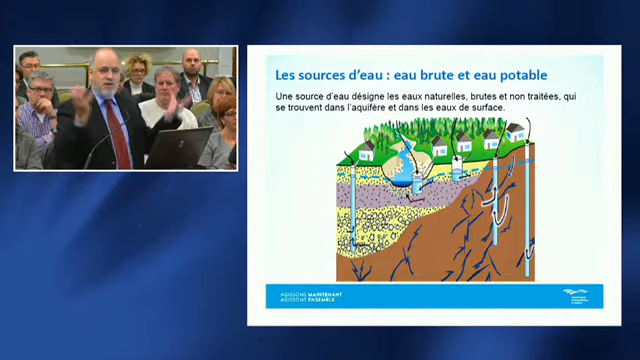 Les sources d'eau : eau brute et eau potable
Une source d'eau désigne les eaux naturelles, brutes et non traitées, qui
se trouvent dans l'aquifère et dans les eaux de surface.
AGISSONS MAINTENANT
AGISSONS ENSEMBLE